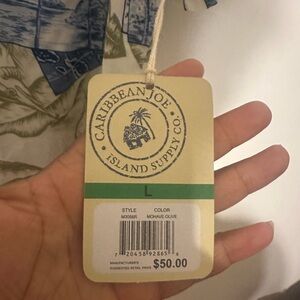 CARIBBEAN JOE
ISLAND SUPPLY CO.
L
STYLE COLOR
MOHAVE OLIVE
MANUFACTURER'S
SUGGESTED RETAIL PRICE $50.00